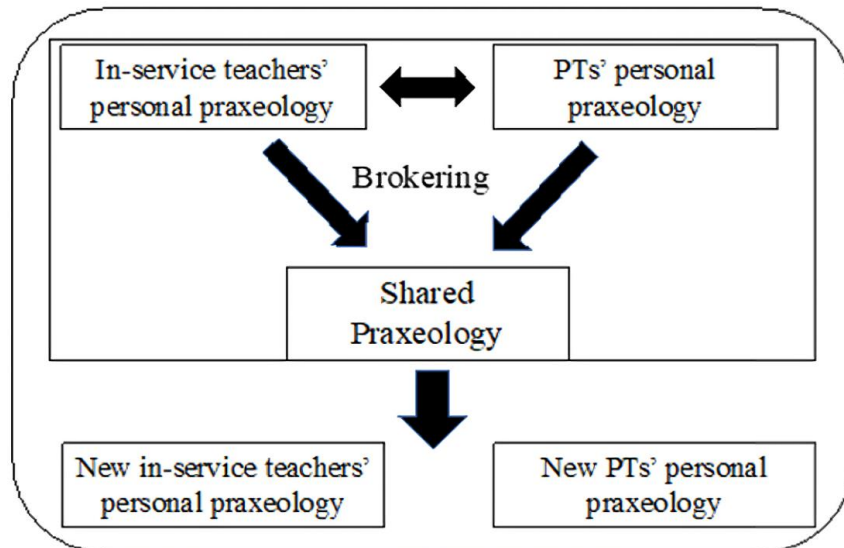 In-service teachers’
personal praxeology
PTs’ personal
praxeology
Brokering
Shared
Praxeology
New in-service teachers’
personal praxeology
New PTs’ personal
praxeology